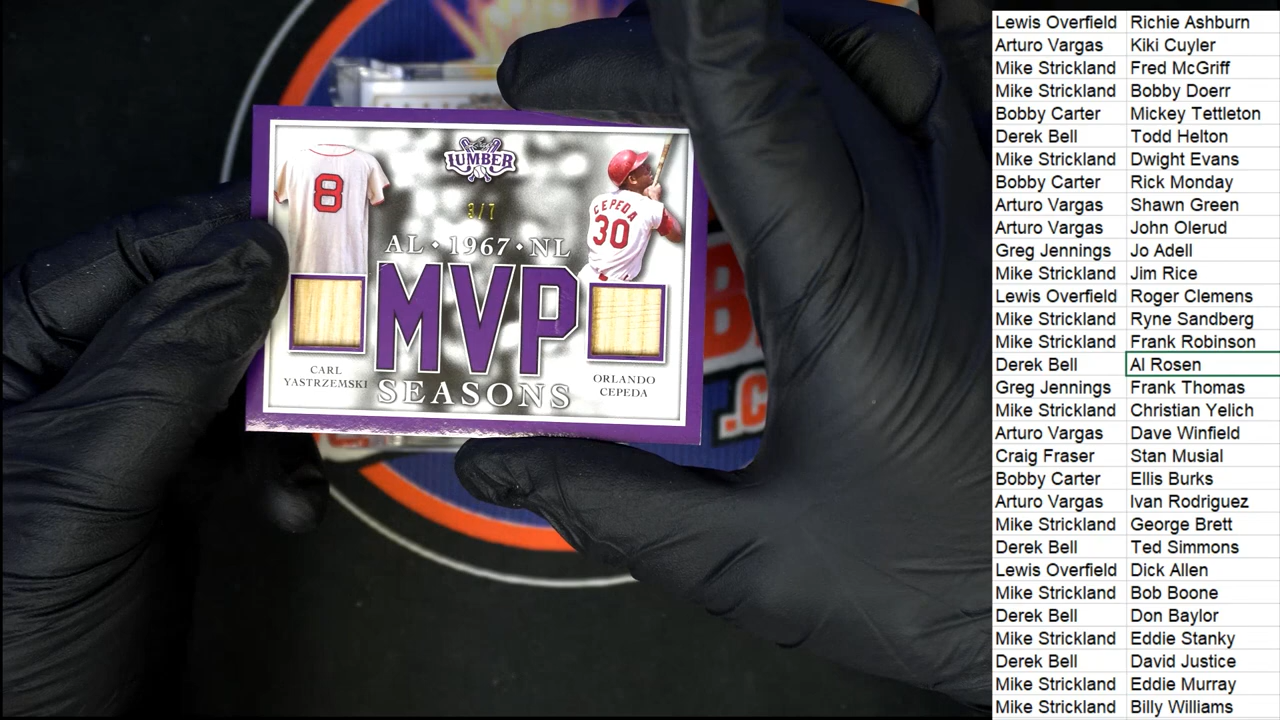 LUMBER
8
CEPEDA
30
3/7
AL • 1967 • NL
MVP
SEASONS
CARL
YASTRZEMSKI
ORLANDO
CEPEDA
.C
Lewis Overfield Richie Ashburn
Arturo Vargas Kiki Cuyler
Mike Strickland Fred McGriff
Mike Strickland Bobby Doerr
Bobby Carter Mickey Tettleton
Derek Bell Todd Helton
Mike Strickland Dwight Evans
Bobby Carter Rick Monday
Arturo Vargas Shawn Green
Arturo Vargas John Olerud
Greg Jennings Jo Adell
Mike Strickland Jim Rice
Lewis Overfield Roger Clemens
Mike Strickland Ryne Sandberg
Mike Strickland Frank Robinson
Derek Bell Al Rosen
Greg Jennings Frank Thomas
Mike Strickland Christian Yelich
Arturo Vargas Dave Winfield
Craig Fraser Stan Musial
Bobby Carter Ellis Burks
Arturo Vargas Ivan Rodriguez
Mike Strickland George Brett
Derek Bell Ted Simmons
Lewis Overfield Dick Allen
Mike Strickland Bob Boone
Derek Bell Don Baylor
Mike Strickland Eddie Stanky
Derek Bell David Justice
Mike Strickland Eddie Murray
Mike Strickland Billy Williams